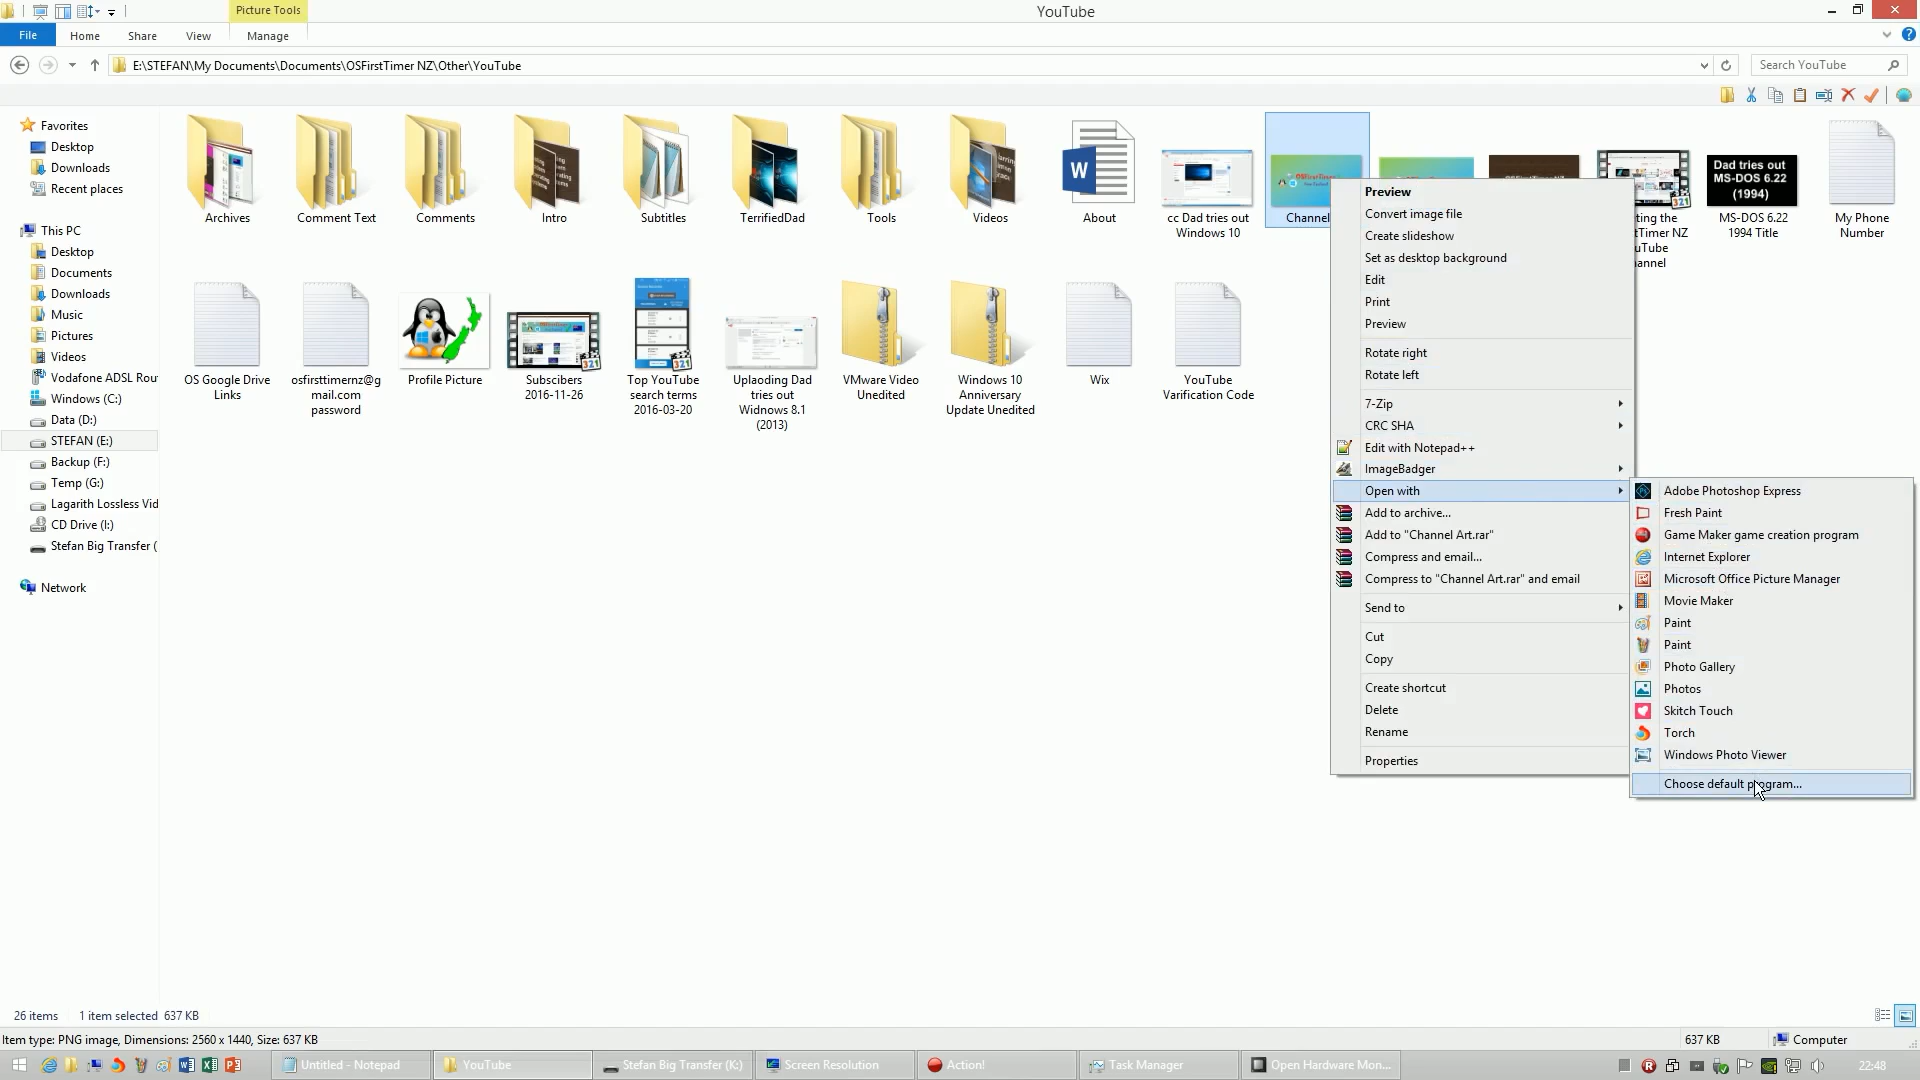 Picture Tools
YouTube
File Home Share View Manage
E:\STEFAN\My Documents\Documents\OSFirstTimer NZ\Other\YouTube
Search YouTube
Favorites
Desktop
Downloads
Recent places
This PC
Desktop
Documents
Downloads
Music
Pictures
Videos
Vodafone ADSL Rou
Windows (C:)
Data (D:)
STEFAN (E:)
Backup (F:)
Temp (G:)
Lagarith Lossless Vid
CD Drive (I:)
Stefan Big Transfer (
Network
Archives
Comment Text
Comments
Intro
Subtitles
TerrifiedDad
Tools
Videos
About
cc Dad tries out
Windows 10
Channel
ting the
stTimer NZ
uTube
annel
Dad tries out
MS-DOS 6.22
(1994)
MS-DOS 6.22
1994 Title
My Phone
Number
OS Google Drive
Links
osfirsttimernz@g
mail.com
password
Profile Picture
Subscibers
2016-11-26
Top YouTube
search terms
2016-03-20
Uplaoding Dad
tries out
Widnows 8.1
(2013)
VMware Video
Unedited
Windows 10
Anniversary
Update Unedited
Wix
YouTube
Varification Code
Preview
Convert image file
Create slideshow
Set as desktop background
Edit
Print
Preview
Rotate right
Rotate left
7-Zip
CRC SHA
Edit with Notepad++
ImageBadger
Open with
Add to archive...
Add to "Channel Art.rar"
Compress and email...
Compress to "Channel Art.rar" and email
Send to
Cut
Copy
Create shortcut
Delete
Rename
Properties
Adobe Photoshop Express
Fresh Paint
Game Maker game creation program
Internet Explorer
Microsoft Office Picture Manager
Movie Maker
Paint
Paint
Photo Gallery
Photos
Skitch Touch
Torch
Windows Photo Viewer
Choose default program...
26 items 1 item selected 637 KB
Item type: PNG image, Dimensions: 2560 x 1440, Size: 637 KB
637 KB Computer
Untitled - Notepad
YouTube
Stefan Big Transfer (K:)
Screen Resolution
Action!
Task Manager
Open Hardware Mon...
22:48